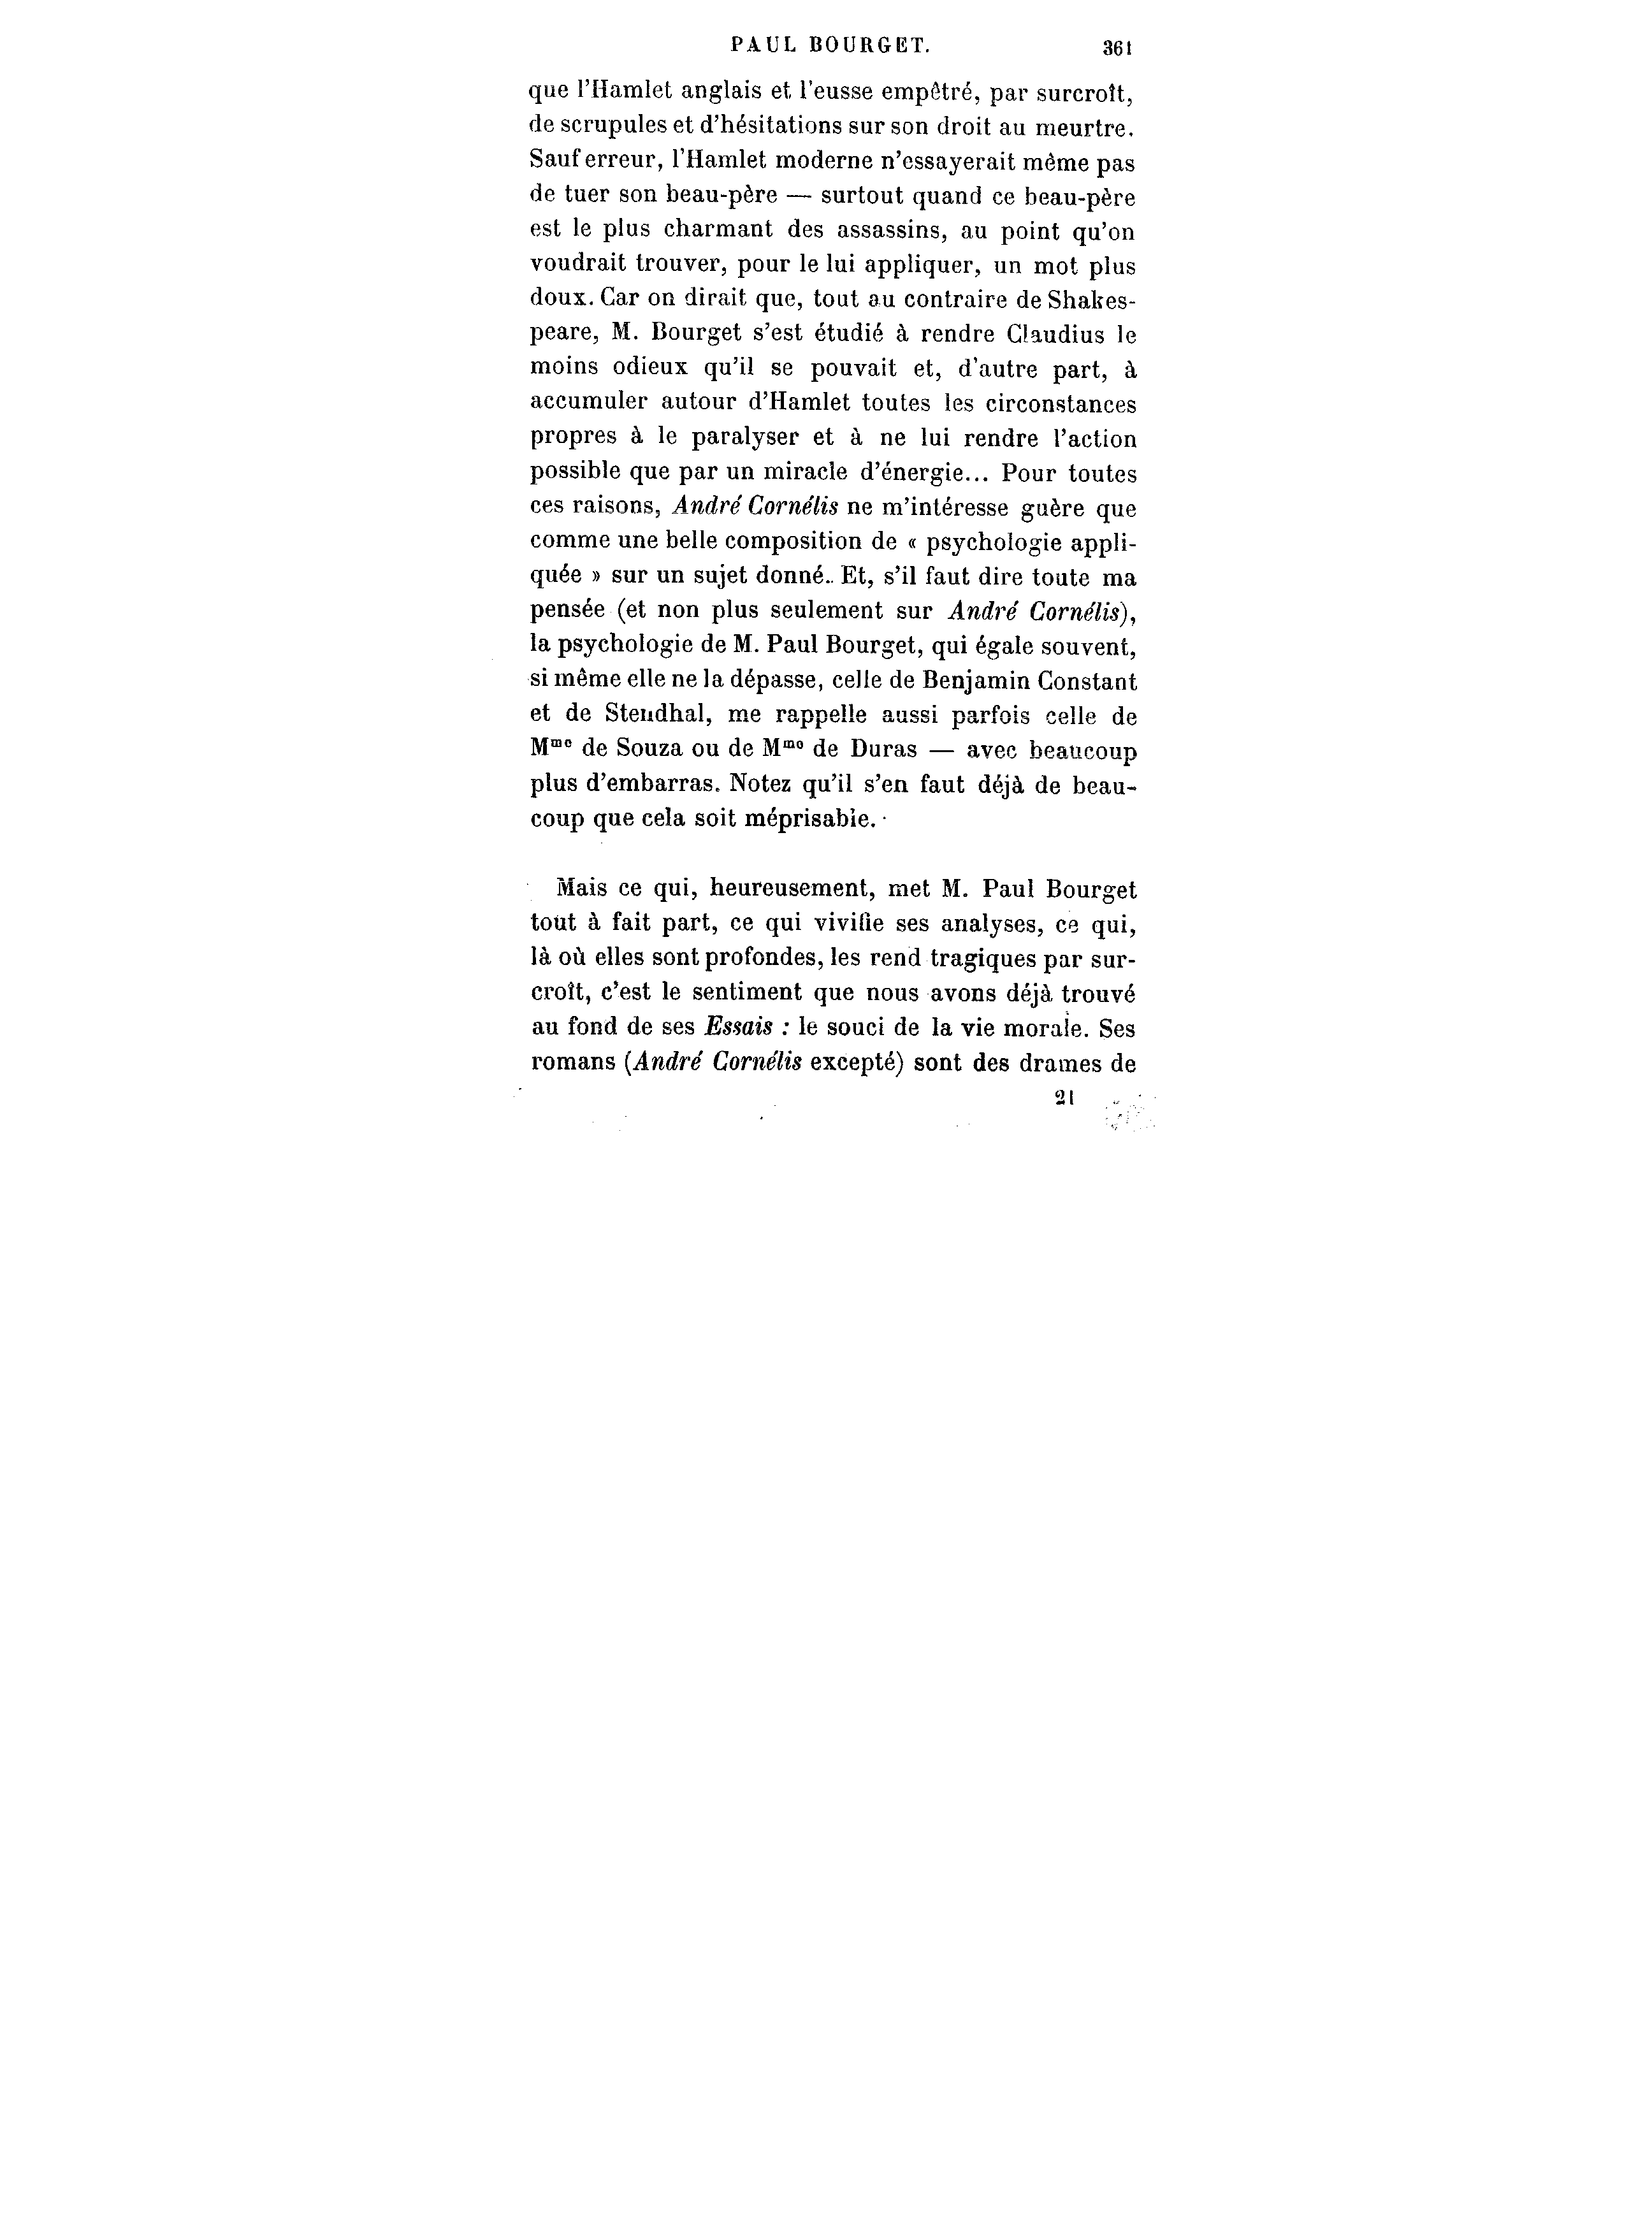 PAUL BOURGET. 361
que l'Hamlet anglais et l'eusse empêtré, par surcroît,
de scrupules et d'hésitations sur son droit au meurtre.
Sauf erreur, l'Hamlet moderne n'essayerait même pas
de tuer son beau-père — surtout quand ce beau-père
est le plus charmant des assassins, au point qu'on
voudrait trouver, pour le lui appliquer, un mot plus
doux. Car on dirait que, tout au contraire de Shakes-
peare, M. Bourget s'est étudié à rendre Claudius le
moins odieux qu'il se pouvait et, d'autre part, à
accumuler autour d'Hamlet toutes les circonstances
propres à le paralyser et à ne lui rendre l'action
possible que par un miracle d'énergie... Pour toutes
ces raisons, André Cornélis ne m'intéresse guère que
comme une belle composition de « psychologie appli-
quée » sur un sujet donné.. Et, s'il faut dire toute ma
pensée (et non plus seulement sur André Cornélis),
la psychologie de M. Paul Bourget, qui égale souvent,
si même elle ne la dépasse, celle de Benjamin Constant
et de Stendhal, me rappelle aussi parfois celle de
Mme de Souza ou de Mme de Duras — avec beaucoup
plus d'embarras. Notez qu'il s'en faut déjà de beau-
coup que cela soit méprisable.
Mais ce qui, heureusement, met M. Paul Bourget
tout à fait part, ce qui vivifie ses analyses, ce qui,
là où elles sont profondes, les rend tragiques par sur-
croît, c'est le sentiment que nous avons déjà trouvé
au fond de ses Essais : le souci de la vie morale. Ses
romans (André Cornélis excepté) sont des drames de
21